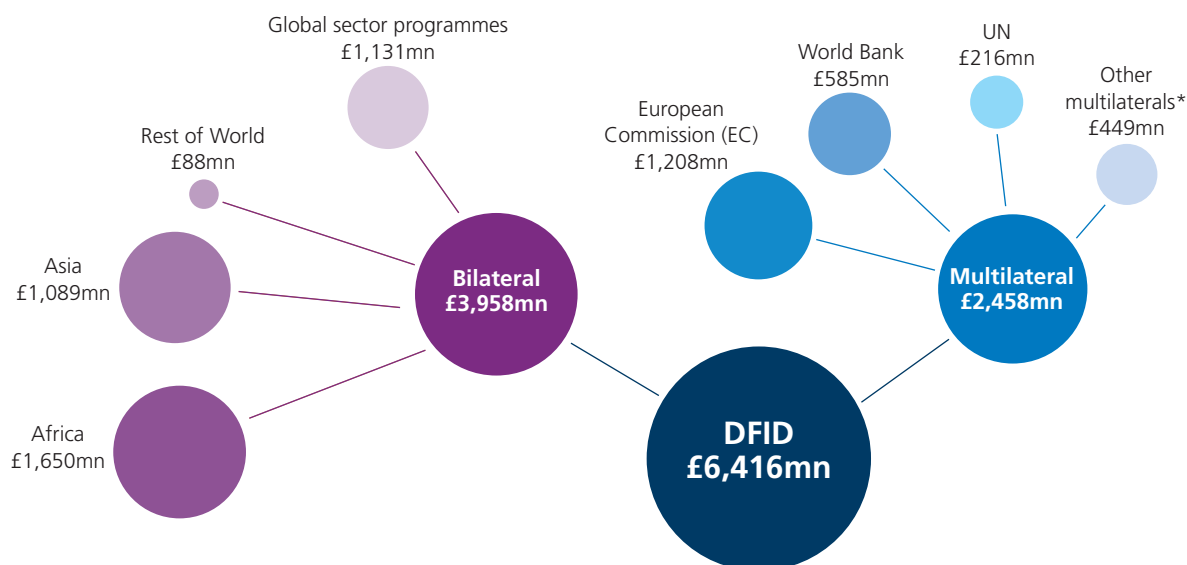 Global sector programmes
£1,131mn
Rest of World
£88mn
Asia
£1,089mn
Africa
£1,650mn
Bilateral
£3,958mn
European
Commission (EC)
£1,208mn
World Bank
£585mn
UN
£216mn
Other
multilaterals*
£449mn
Multilateral
£2,458mn
DFID
£6,416mn